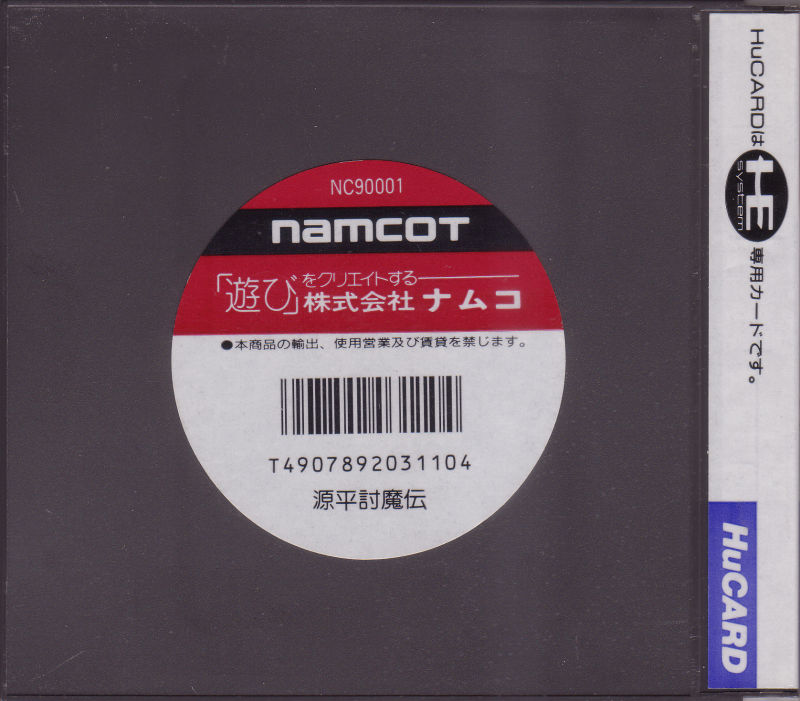 NC90001
namcoT
「遊び」をクリエイトする
株式会社 ナムコ
●本商品の輸出、使用営業及び賃貸を禁じます。
T4907892031104
源平討魔伝
HuCARDは HE system 専用カードです。
HuCARD